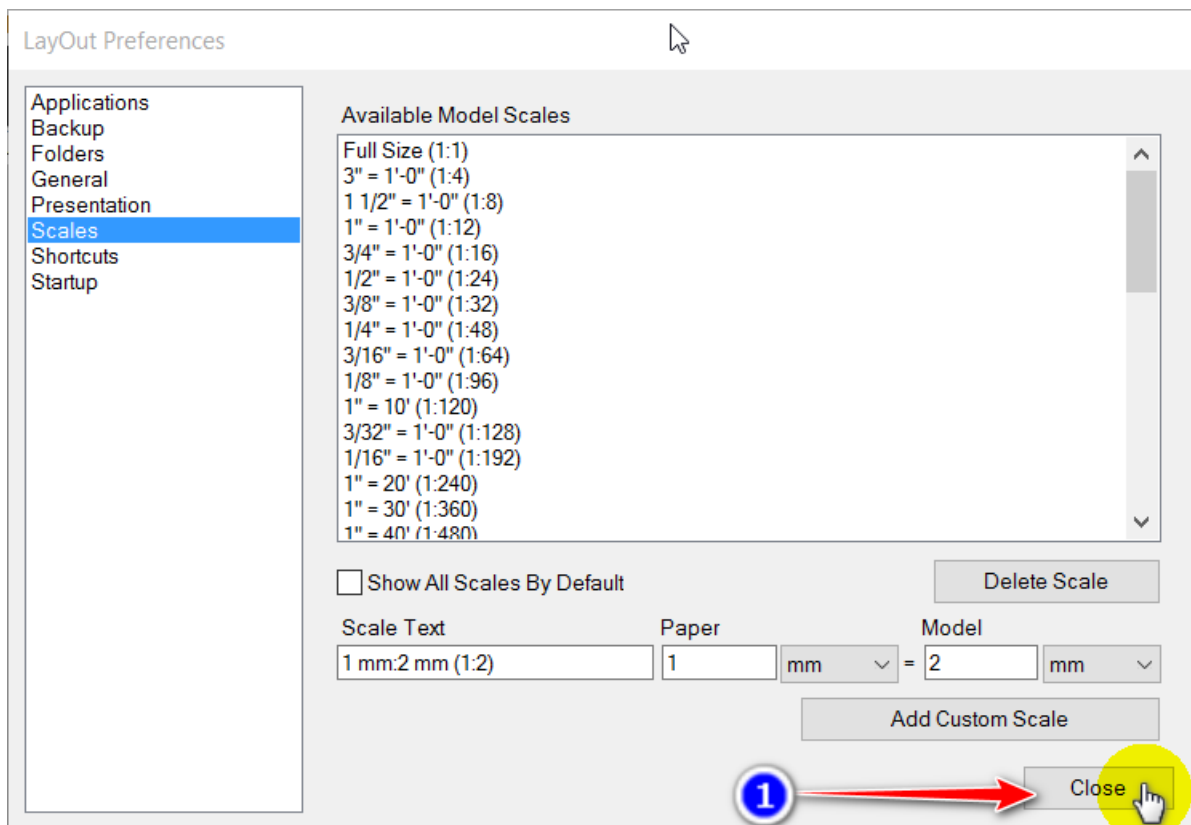 LayOut Preferences
Applications
Backup
Folders
General
Presentation
Scales
Shortcuts
Startup
Available Model Scales
Full Size (1:1)
3" = 1'-0" (1:4)
1 1/2" = 1'-0" (1:8)
1" = 1'-0" (1:12)
3/4" = 1'-0" (1:16)
1/2" = 1'-0" (1:24)
3/8" = 1'-0" (1:32)
1/4" = 1'-0" (1:48)
3/16" = 1'-0" (1:64)
1/8" = 1'-0" (1:96)
1" = 10' (1:120)
3/32" = 1'-0" (1:128)
1/16" = 1'-0" (1:192)
1" = 20' (1:240)
1" = 30' (1:360)
1" = 40' (1:480)
Show All Scales By Default
Delete Scale
Scale Text Paper Model
1 mm:2 mm (1:2) 1 mm = 2 mm
Add Custom Scale
1 Close